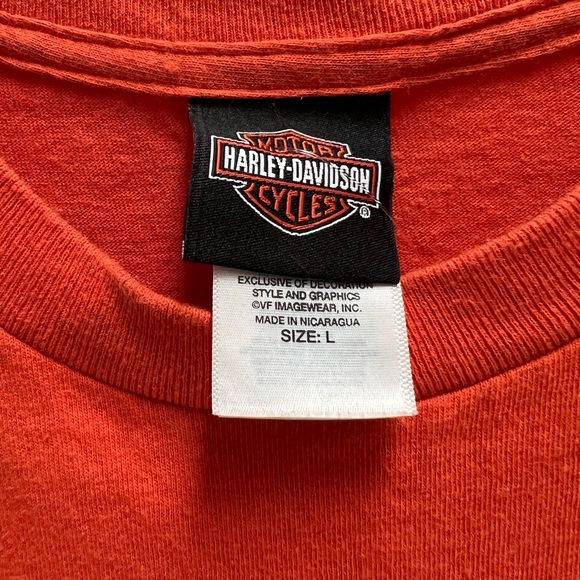 MOTOR
HARLEY-DAVIDSON
CYCLES
®
EXCLUSIVE OF DECORATION
STYLE AND GRAPHICS
©VF IMAGEWEAR, INC.
MADE IN NICARAGUA
SIZE: L